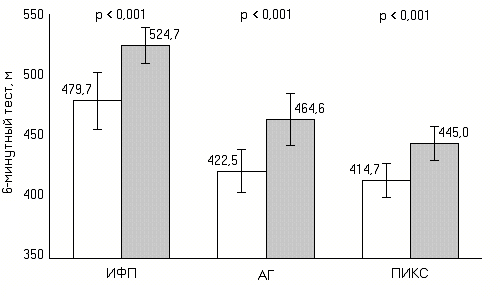 550
500
450
400
350
6-минутный тест, м
p < 0,001
p < 0,001
p < 0,001
479,7
524,7
422,5
464,6
414,7
445,0
ИФП
АГ
ПИКС